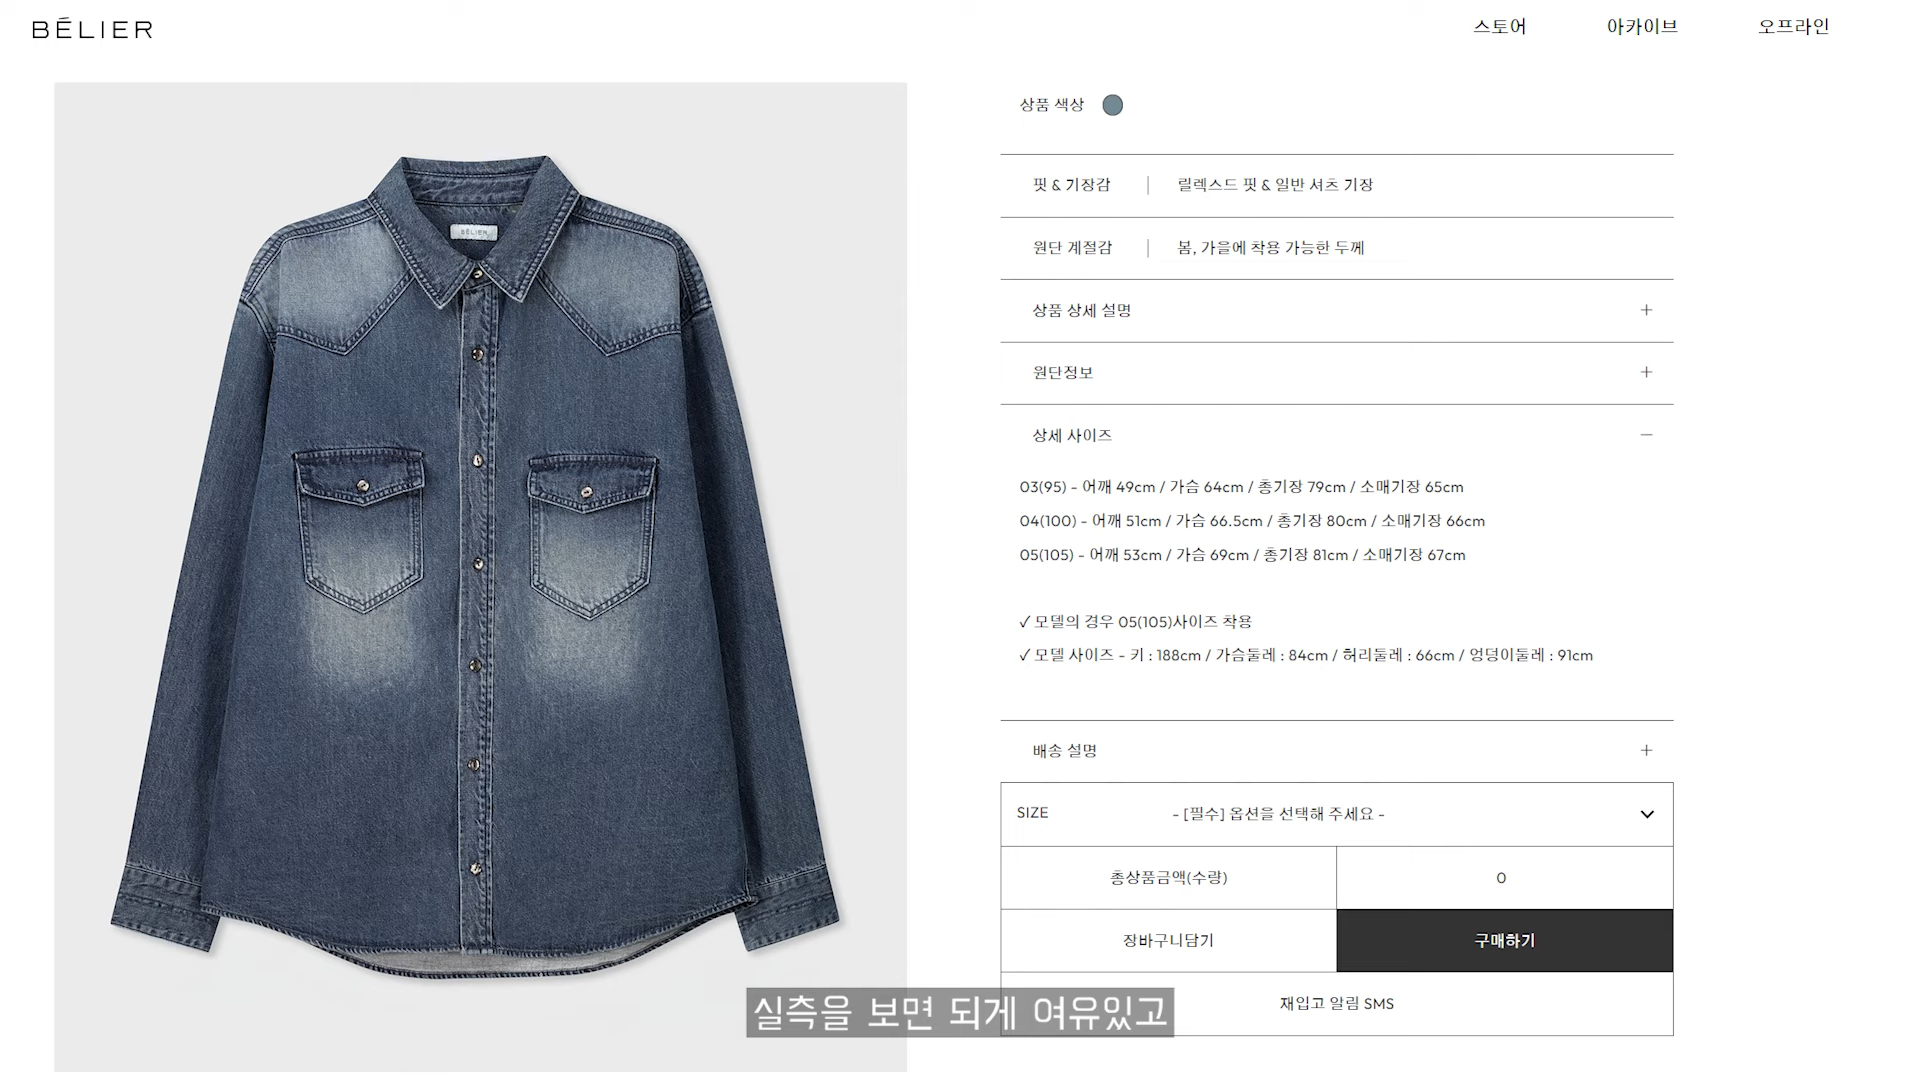 BÉLIER
스토어
아카이브
오프라인
BÉLIER
상품 색상
핏 & 기장감 | 릴렉스드 핏 & 일반 셔츠 기장
원단 계절감 | 봄, 가을에 착용 가능한 두께
상품 상세 설명 +
원단정보 +
상세 사이즈 −
03(95) - 어깨 49cm / 가슴 64cm / 총기장 79cm / 소매기장 65cm
04(100) - 어깨 51cm / 가슴 66.5cm / 총기장 80cm / 소매기장 66cm
05(105) - 어깨 53cm / 가슴 69cm / 총기장 81cm / 소매기장 67cm
✓ 모델의 경우 05(105)사이즈 착용
✓ 모델 사이즈 - 키 : 188cm / 가슴둘레 : 84cm / 허리둘레 : 66cm / 엉덩이둘레 : 91cm
배송 설명 +
SIZE - [필수] 옵션을 선택해 주세요 -
총상품금액(수량) 0
장바구니담기 구매하기
재입고 알림 SMS
실측을 보면 되게 여유있고